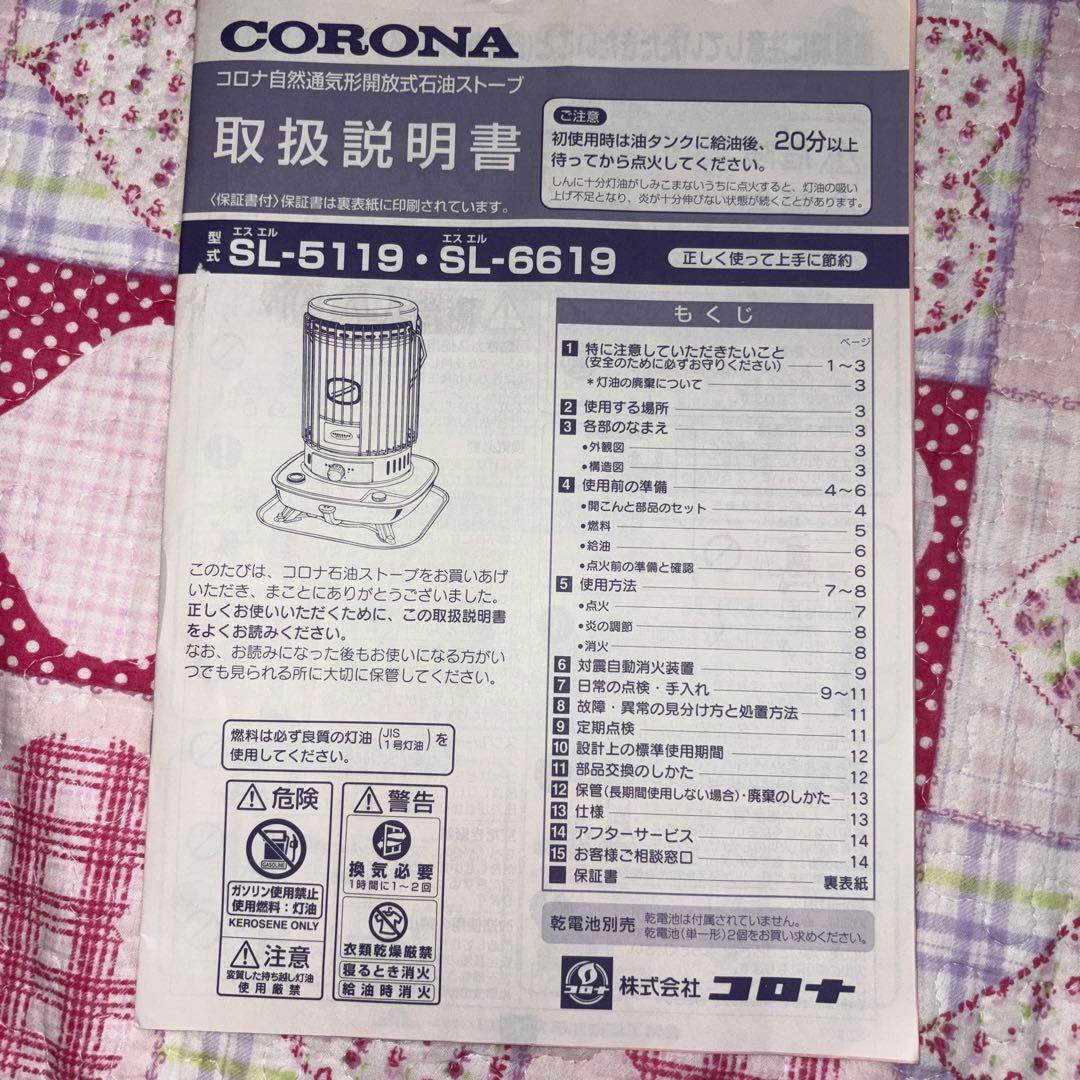 CORONA
コロナ自然通気形開放式石油ストーブ
取扱説明書
〈保証書付〉保証書は裏表紙に印刷されています。
ご注意
初使用時は油タンクに給油後、20分以上
待ってから点火してください。
しんに十分灯油がしみこまないうちに点火すると、灯油の吸い
上げ不足となり、炎が十分伸びない状態が続くことがあります。
型式
エス エル
エス エル
SL-5119・SL-6619
正しく使って上手に節約
もくじ
ページ
1 特に注意していただきたいこと
(安全のために必ずお守りください) 1〜3
＊灯油の廃棄について 3
2 使用する場所 3
3 各部のなまえ 3
•外観図 3
•構造図 3
4 使用前の準備 4〜6
•開こんと部品のセット 4
•燃料 5
•給油 6
•点火前の準備と確認 6
5 使用方法 7〜8
•点火 7
•炎の調節 8
•消火 8
6 対震自動消火装置 9
7 日常の点検・手入れ 9〜11
8 故障・異常の見分け方と処置方法 11
9 定期点検 11
10 設計上の標準使用期間 12
11 部品交換のしかた 12
12 保管(長期間使用しない場合)・廃棄のしかた 13
13 仕様 13
14 アフターサービス 14
15 お客様ご相談窓口 14
■ 保証書 裏表紙
このたびは、コロナ石油ストーブをお買いあげ
いただき、まことにありがとうございました。
正しくお使いいただくために、この取扱説明書
をよくお読みください。
なお、お読みになった後もお使いになる方がい
つでも見られる所に大切に保管してください。
燃料は必ず良質の灯油(JIS 1号灯油)を
使用してください。
危険
GASOLINE
ガソリン使用禁止
使用燃料：灯油
KEROSENE ONLY
注意
変質した持ち越し灯油
使用厳禁
警告
換気必要
1時間に1〜2回
衣類乾燥厳禁
寝るとき消火
給油時消火
乾電池別売
乾電池は付属されていません。
乾電池(単一形)2個をお買い求めください。
株式会社 コロナ